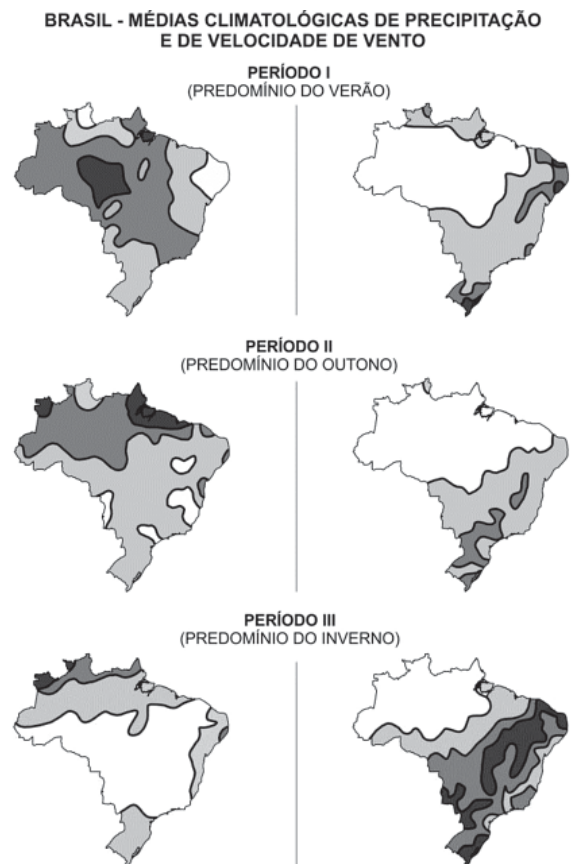 BRASIL - MÉDIAS CLIMATOLÓGICAS DE PRECIPITAÇÃO
E DE VELOCIDADE DE VENTO
PERÍODO I
(PREDOMÍNIO DO VERÃO)
PERÍODO II
(PREDOMÍNIO DO OUTONO)
PERÍODO III
(PREDOMÍNIO DO INVERNO)